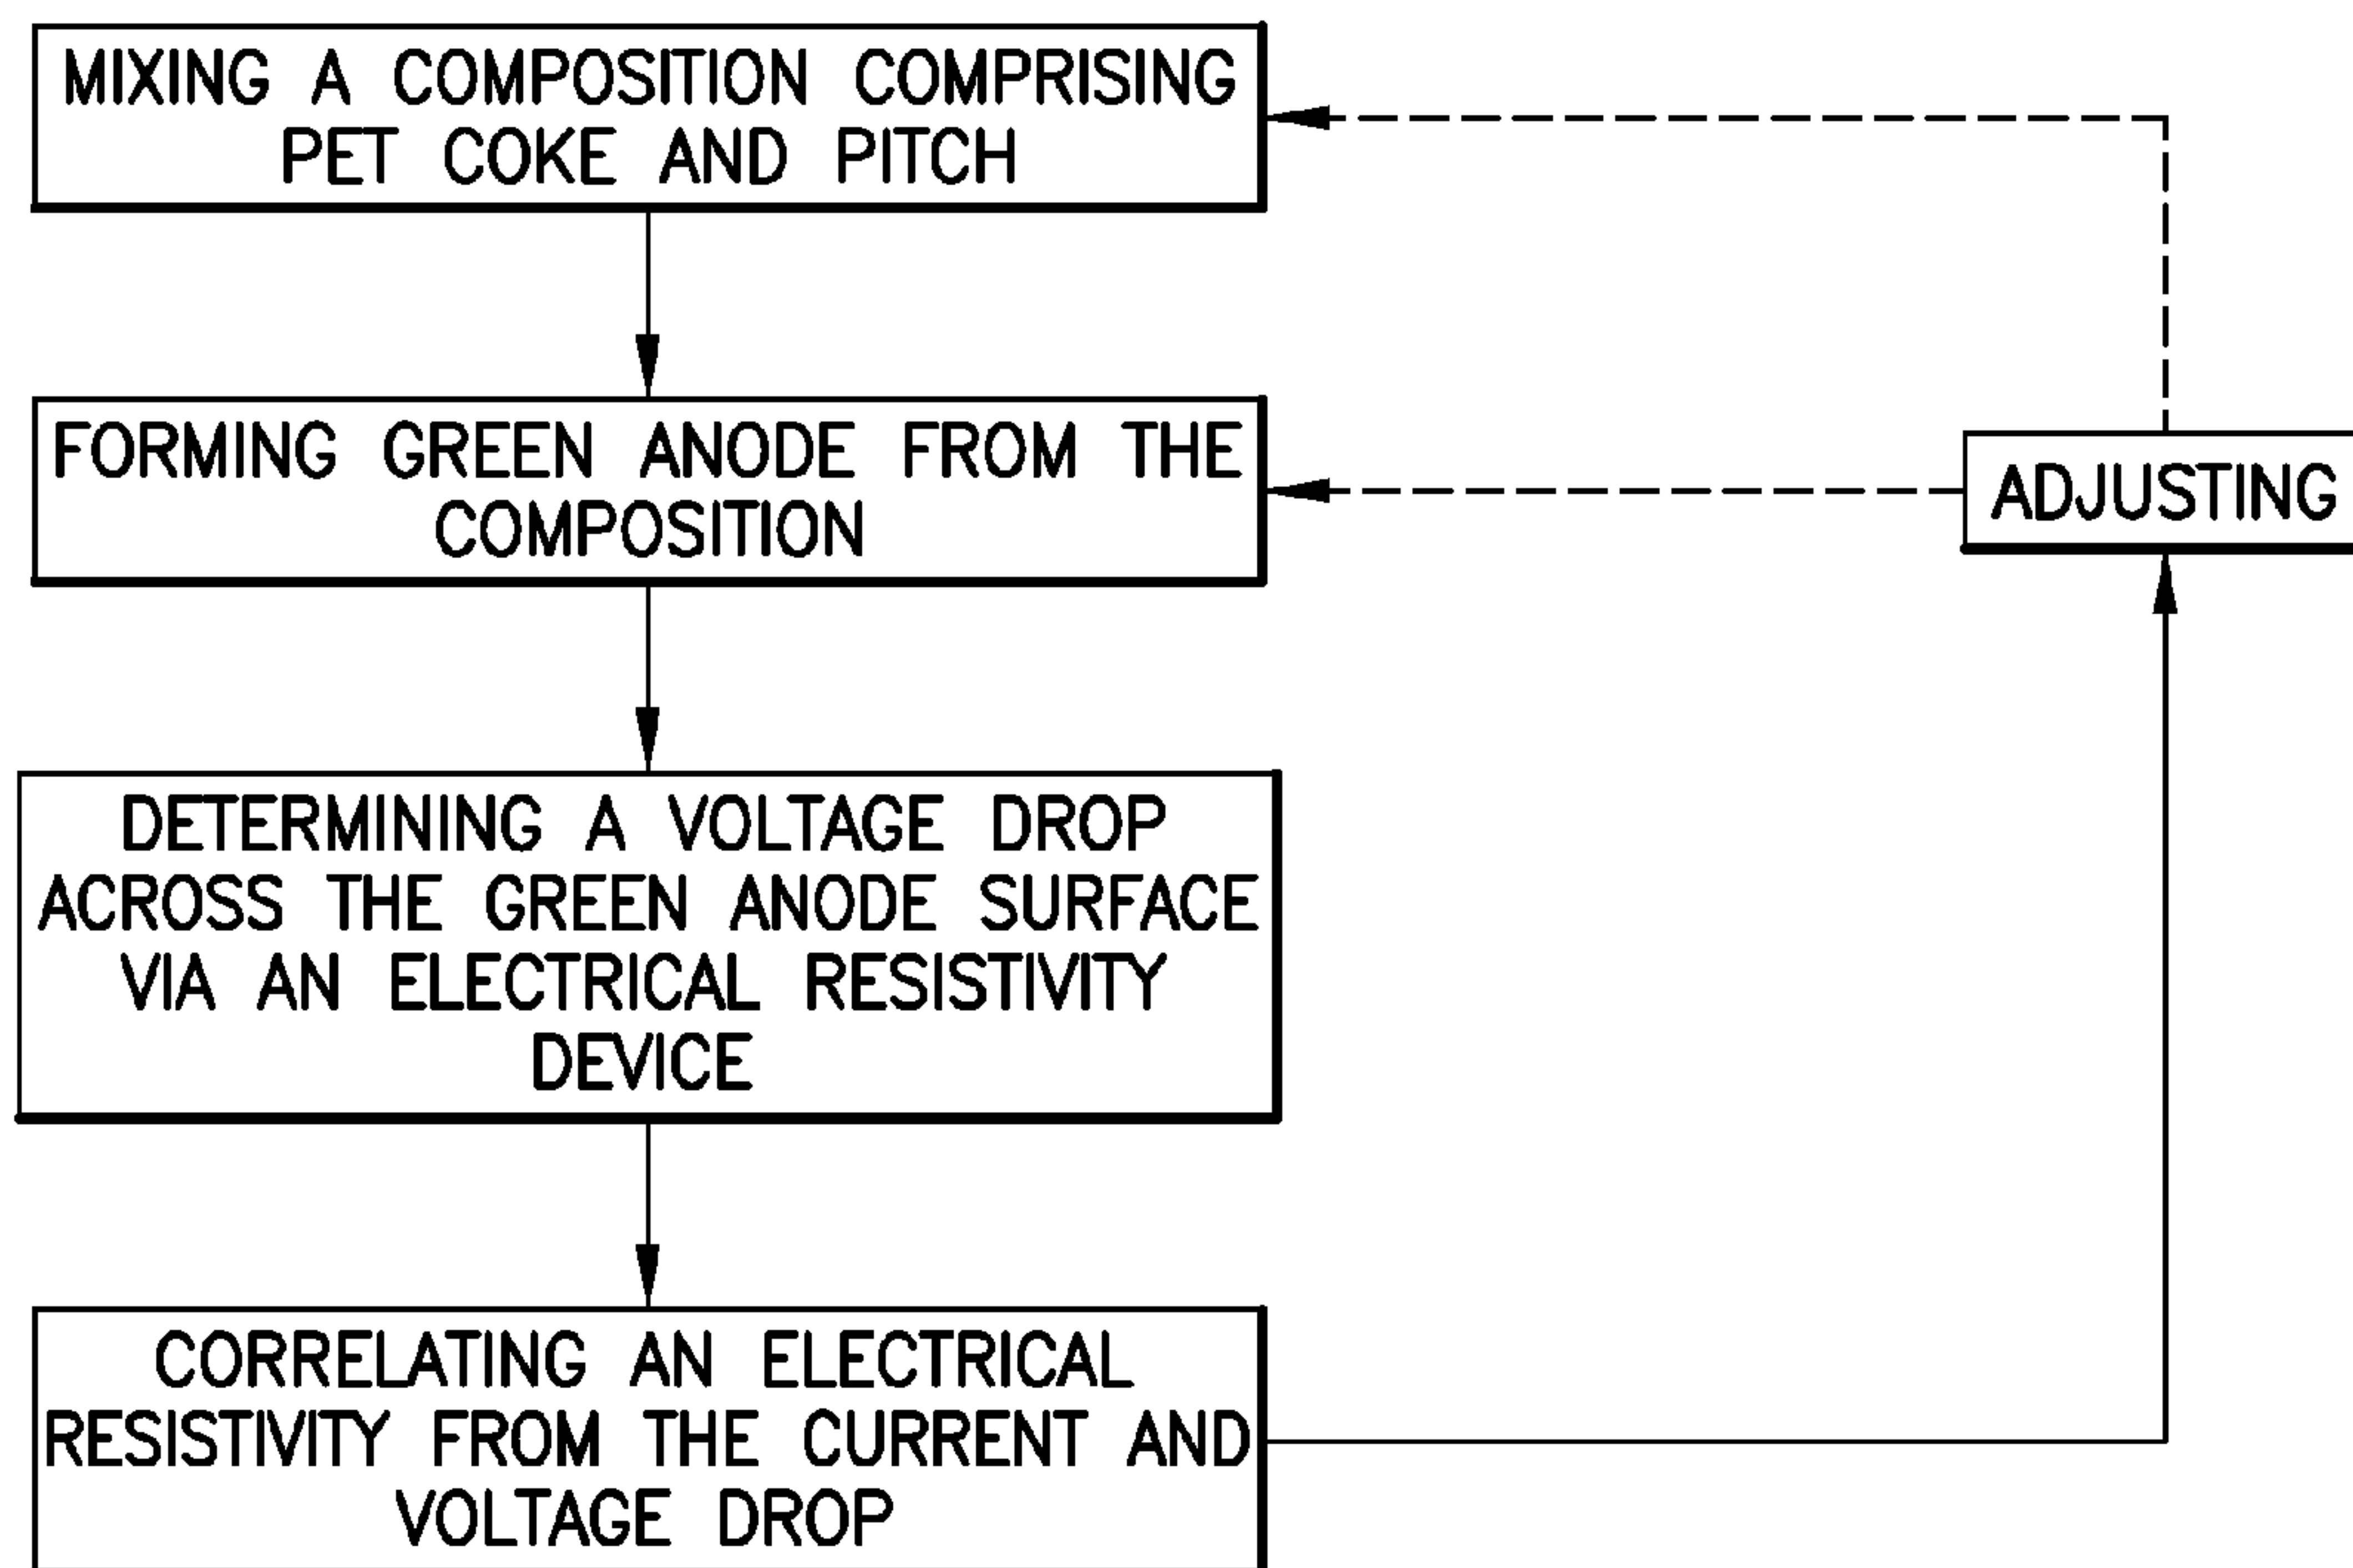 MIXING A COMPOSITION COMPRISING
PET COKE AND PITCH
FORMING GREEN ANODE FROM THE
COMPOSITION
ADJUSTING
DETERMINING A VOLTAGE DROP
ACROSS THE GREEN ANODE SURFACE
VIA AN ELECTRICAL RESISTIVITY
DEVICE
CORRELATING AN ELECTRICAL
RESISTIVITY FROM THE CURRENT AND
VOLTAGE DROP